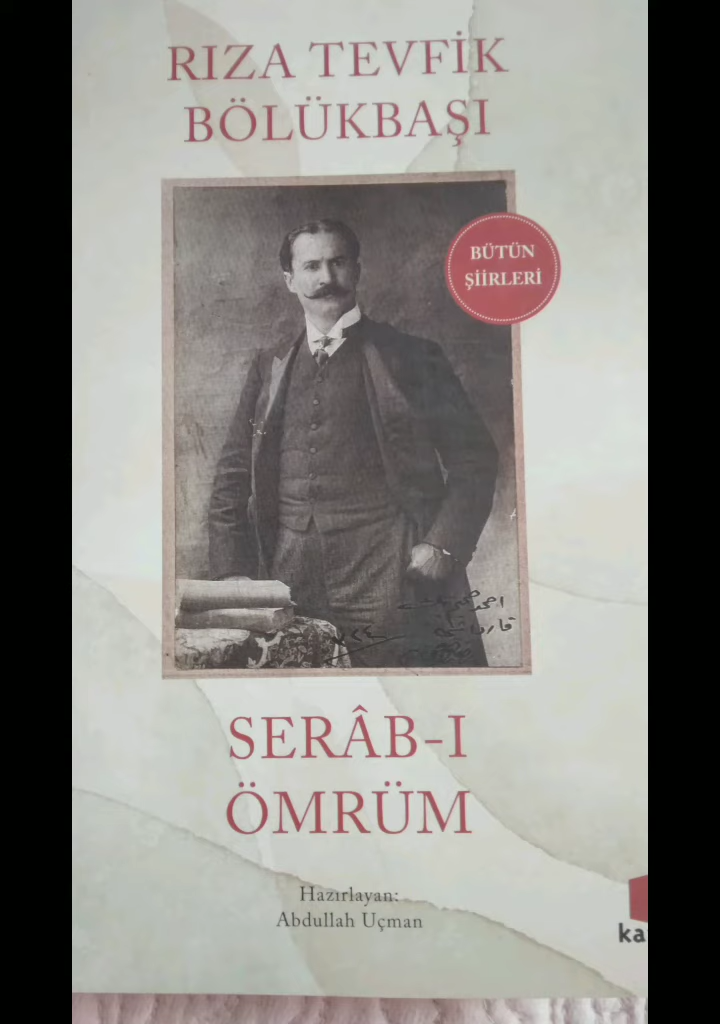 RIZA TEVFİK
BÖLÜKBAŞI
BÜTÜN
ŞİİRLERİ
SERÂB-I
ÖMRÜM
Hazırlayan:
Abdullah Uçman